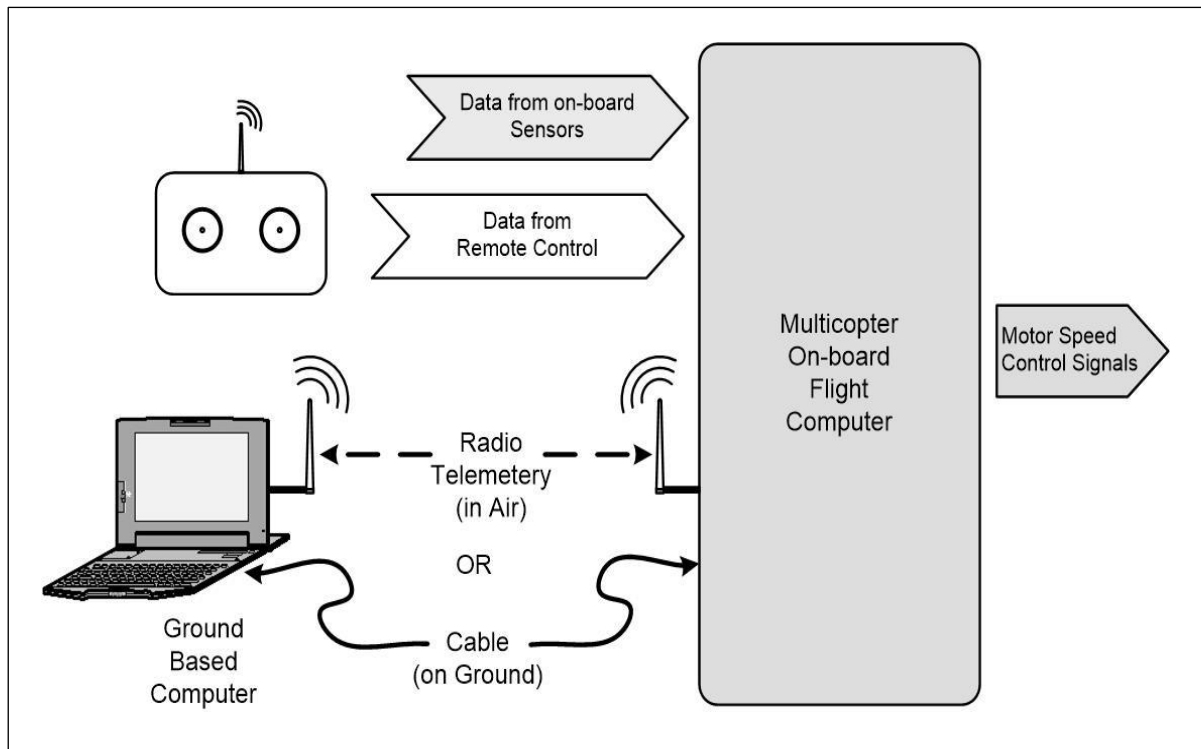 Data from on-board
Sensors
Data from
Remote Control
Multicopter
On-board
Flight
Computer
Motor Speed
Control Signals
Radio
Telemetery
(in Air)
OR
Cable
(on Ground)
Ground
Based
Computer